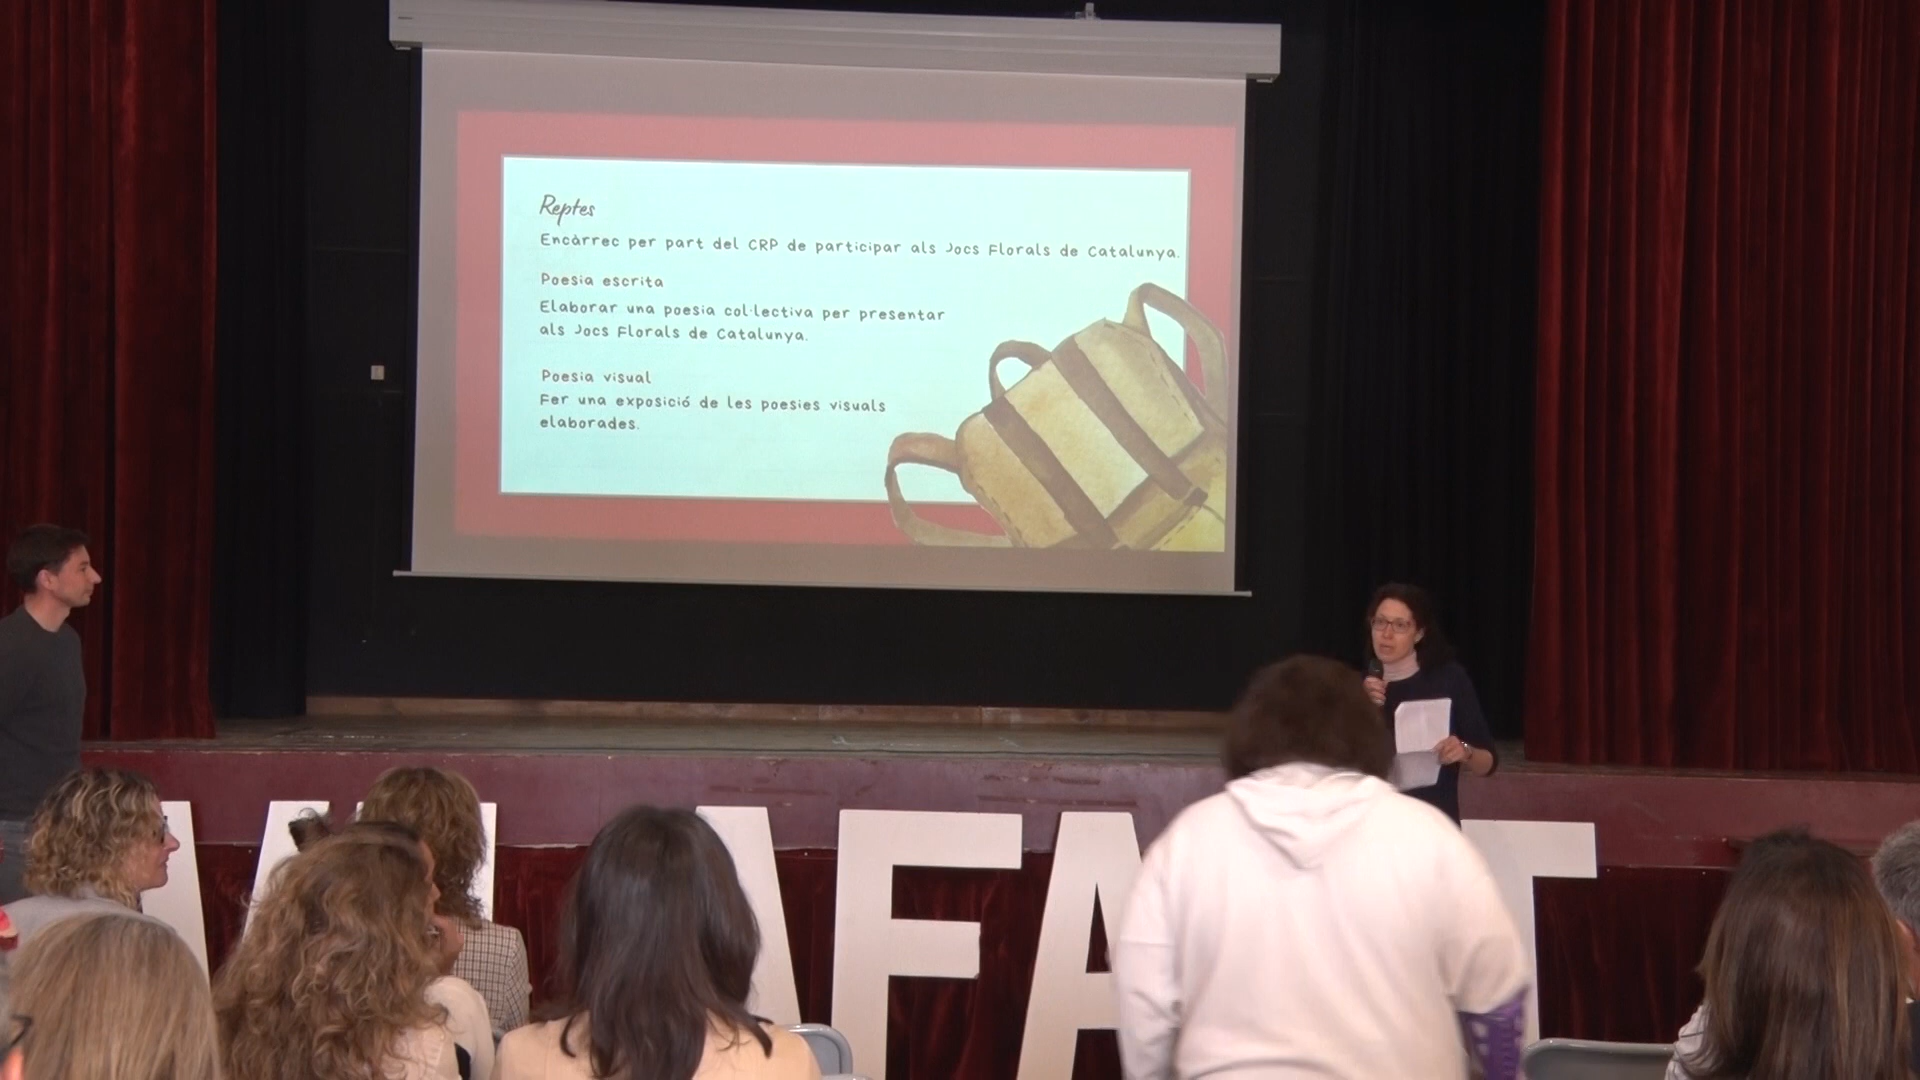 Reptes
Encàrrec per part del CRP de participar als Jocs Florals de Catalunya.
Poesia escrita
Elaborar una poesia col·lectiva per presentar
als Jocs Florals de Catalunya.
Poesia visual
Fer una exposició de les poesies visuals
elaborades.
AFA T